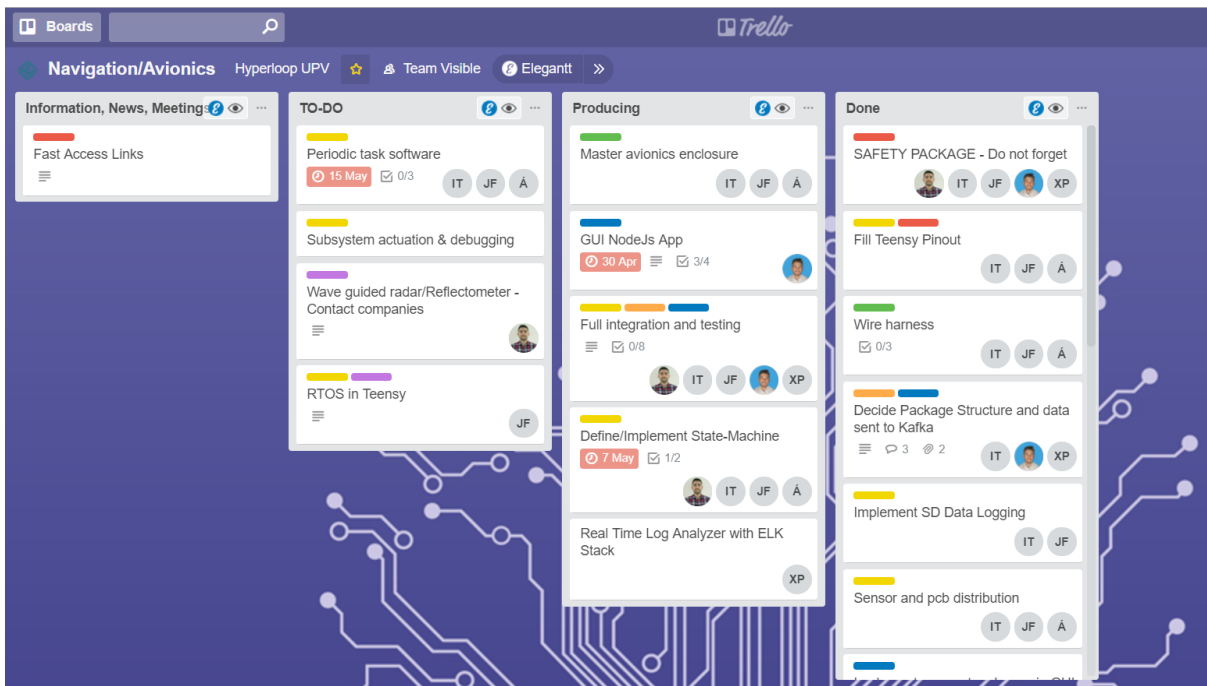 Boards
Trello
Navigation/Avionics
Hyperloop UPV
Team Visible
Elegantt
Information, News, Meetings
Fast Access Links
TO-DO
Periodic task software
15 May
0/3
IT
JF
Á
Subsystem actuation & debugging
Wave guided radar/Reflectometer -
Contact companies
RTOS in Teensy
JF
Producing
Master avionics enclosure
IT
JF
Á
GUI NodeJs App
30 Apr
3/4
Full integration and testing
0/8
IT
JF
XP
Define/Implement State-Machine
7 May
1/2
IT
JF
Á
Real Time Log Analyzer with ELK
Stack
XP
Done
SAFETY PACKAGE - Do not forget
IT
JF
XP
Fill Teensy Pinout
IT
JF
Á
Wire harness
0/3
IT
JF
Á
Decide Package Structure and data
sent to Kafka
3
2
IT
XP
Implement SD Data Logging
IT
JF
Sensor and pcb distribution
IT
JF
Á